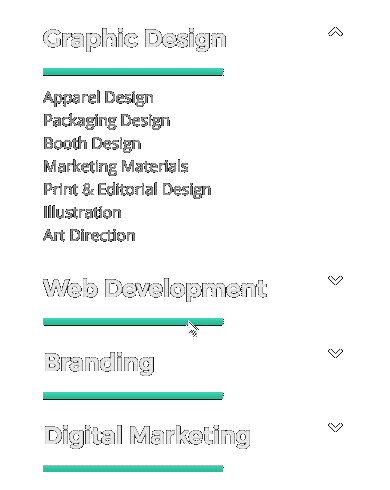 Graphic Design
Apparel Design
Packaging Design
Booth Design
Marketing Materials
Print & Editorial Design
Illustration
Art Direction
Web Development
Branding
Digital Marketing